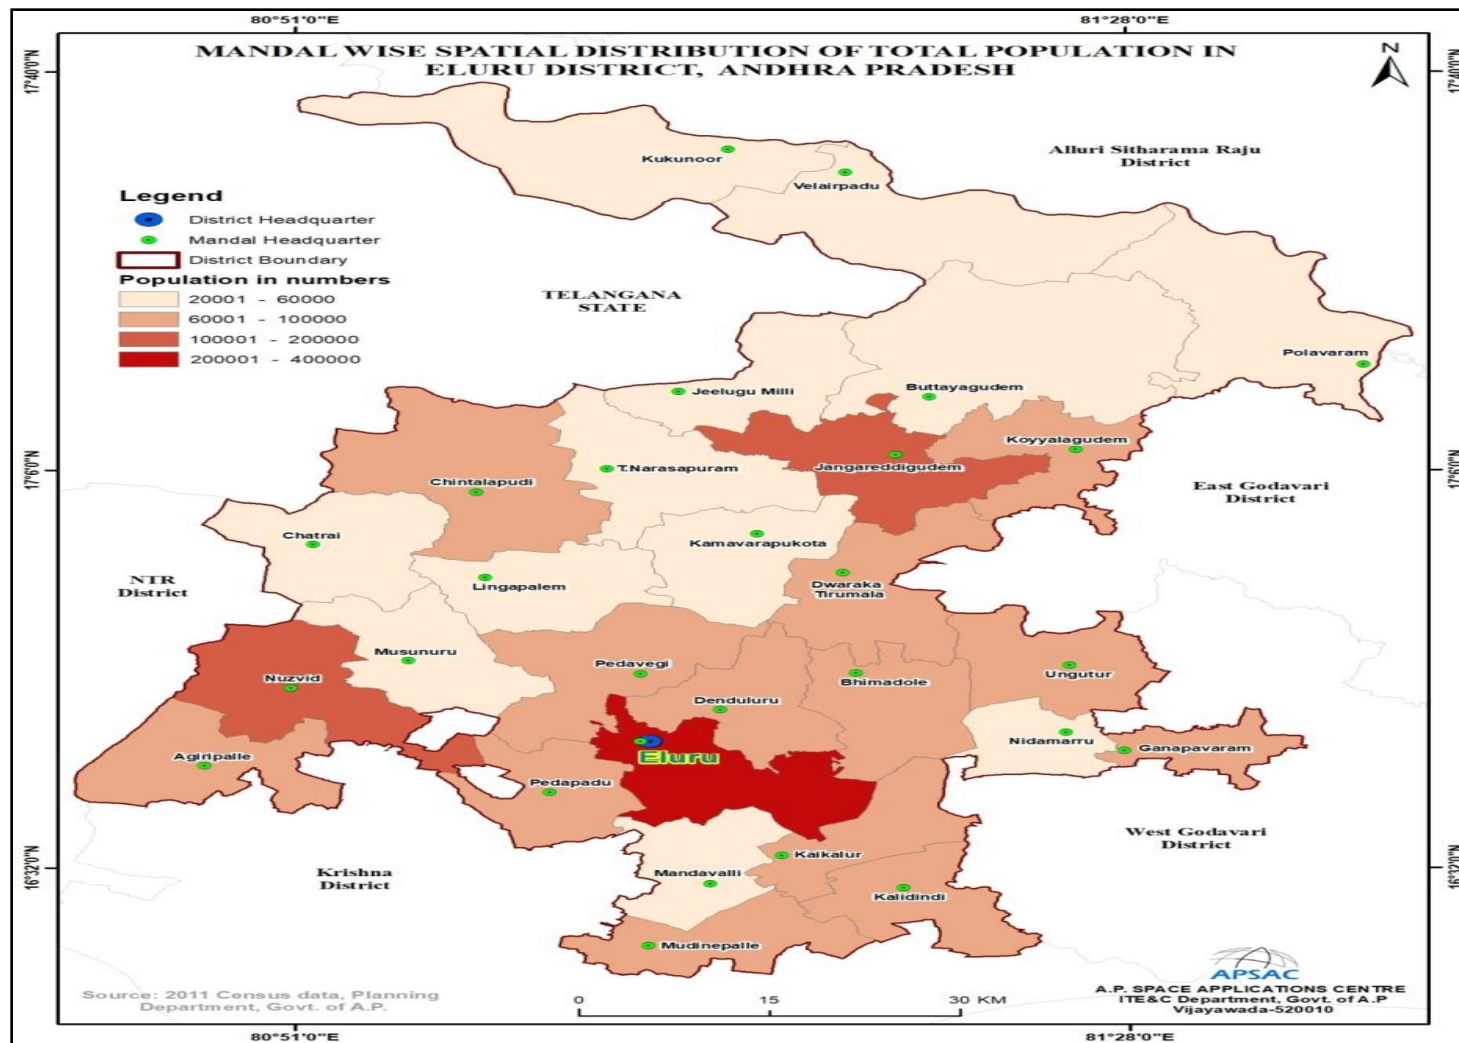 80°51'0"E
81°28'0"E
MANDAL WISE SPATIAL DISTRIBUTION OF TOTAL POPULATION IN
ELURU DISTRICT, ANDHRA PRADESH
N
17°40'0"N
17°40'0"N
Kukunoor
Alluri Sitharama Raju
District
Velairpadu
Legend
District Headquarter
Mandal Headquarter
District Boundary
Population in numbers
20001 - 60000
60001 - 100000
100001 - 200000
200001 - 400000
TELANGANA
STATE
Polavaram
Jeelugu Milli
Buttayagudem
Koyyalagudem
17°6'0"N
17°6'0"N
T.Narasapuram
Jangareddigudem
Chintalapudi
East Godavari
District
Chatrai
Kamavarapukota
NTR
District
Lingapalem
Dwaraka
Tirumala
Musunuru
Pedavegi
Nuzvid
Bhimadole
Ungutur
Denduluru
Nidamarru
Ganapavaram
Agiripalle
Eluru
Pedapadu
West Godavari
District
Kaikalur
16°32'0"N
16°32'0"N
Krishna
District
Mandavalli
Kalidindi
Mudinepalle
APSAC
Source: 2011 Census data, Planning
Department, Govt. of A.P.
0 15 30 KM
A.P. SPACE APPLICATIONS CENTRE
ITE&C Department, Govt. of A.P
Vijayawada-520010
80°51'0"E
81°28'0"E